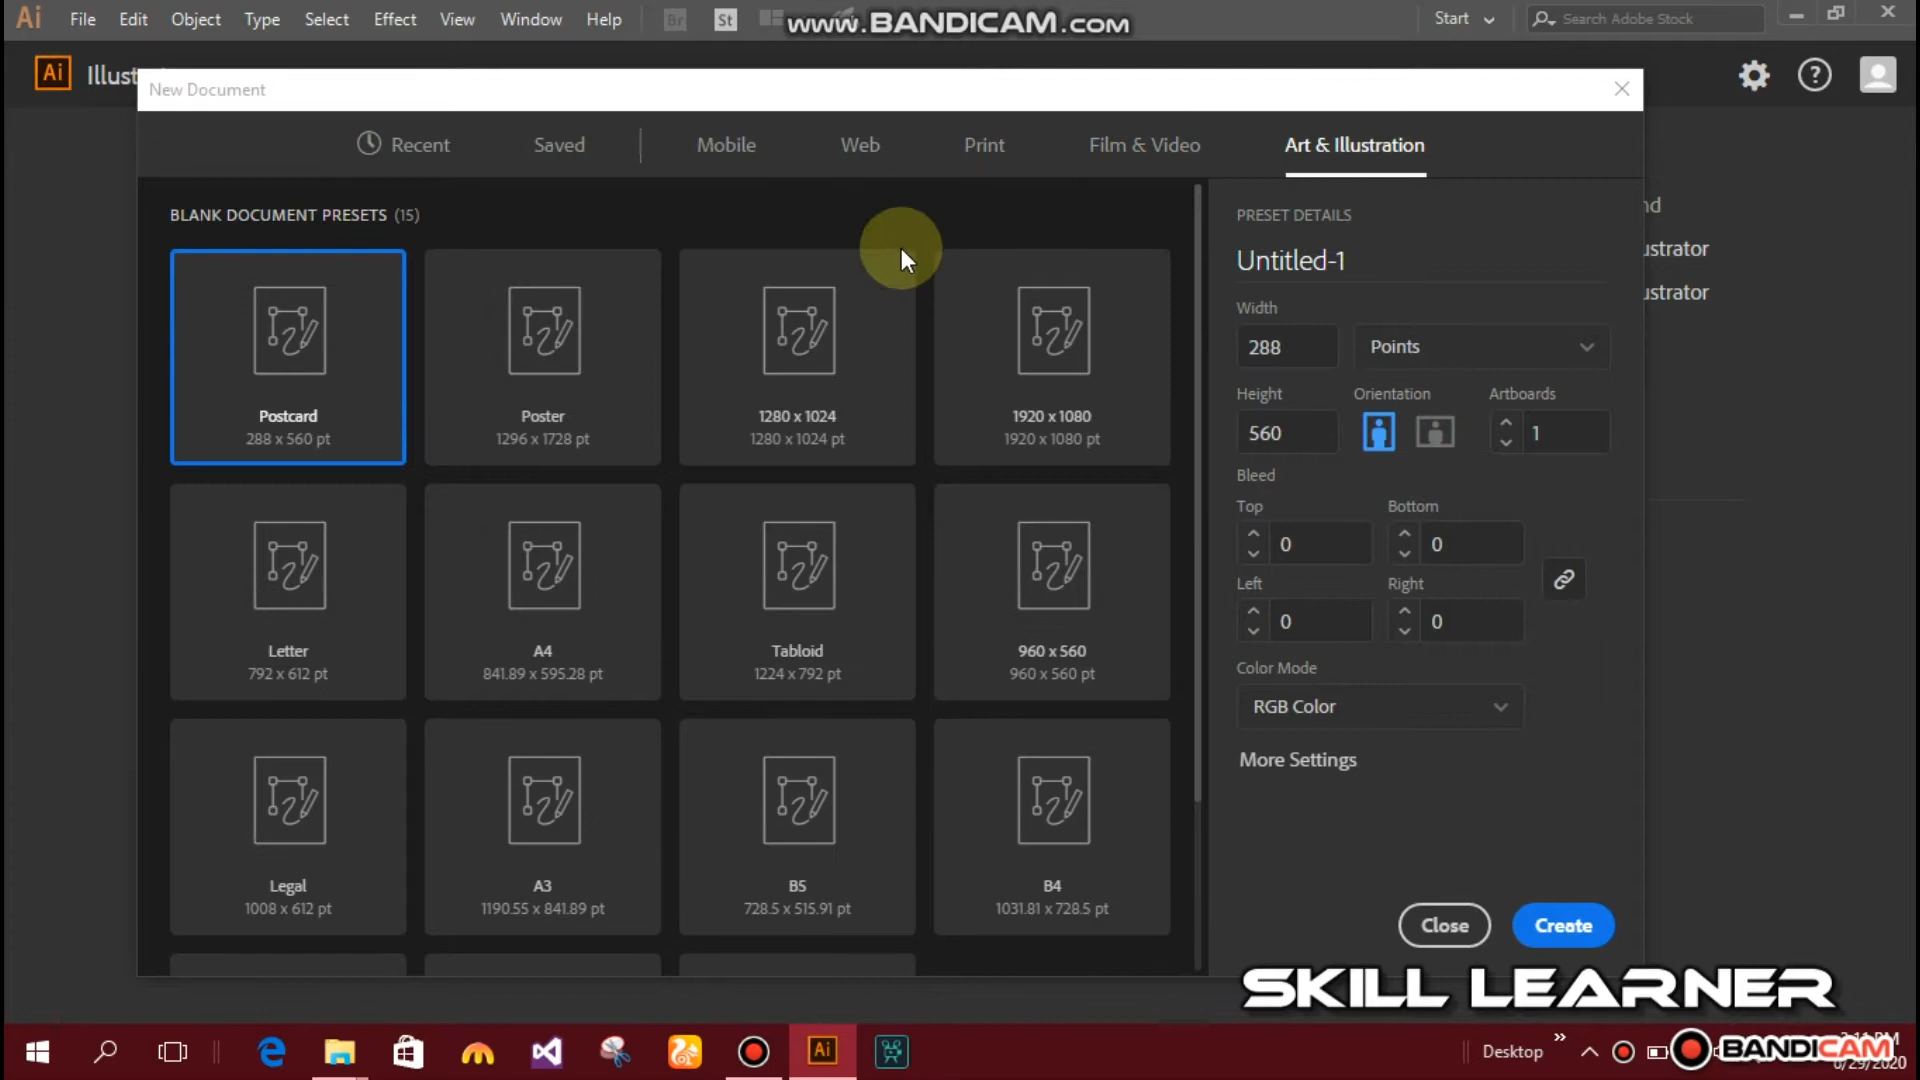 Ai File Edit Object Type Select Effect View Window Help Br St www.BANDICAM.com Start Search Adobe Stock
Ai
New Document
Recent Saved Mobile Web Print Film & Video Art & Illustration
BLANK DOCUMENT PRESETS (15)
Postcard
288 x 560 pt
Poster
1296 x 1728 pt
1280 x 1024
1280 x 1024 pt
1920 x 1080
1920 x 1080 pt
Letter
792 x 612 pt
A4
841.89 x 595.28 pt
Tabloid
1224 x 792 pt
960 x 560
960 x 560 pt
Legal
1008 x 612 pt
A3
1190.55 x 841.89 pt
B5
728.5 x 515.91 pt
B4
1031.81 x 728.5 pt
PRESET DETAILS
Untitled-1
Width
288 Points
Height Orientation Artboards
560 1
Bleed
Top Bottom
0 0
Left Right
0 0
Color Mode
RGB Color
More Settings
Close Create
SKILL LEARNER
Ai Desktop BANDICAM